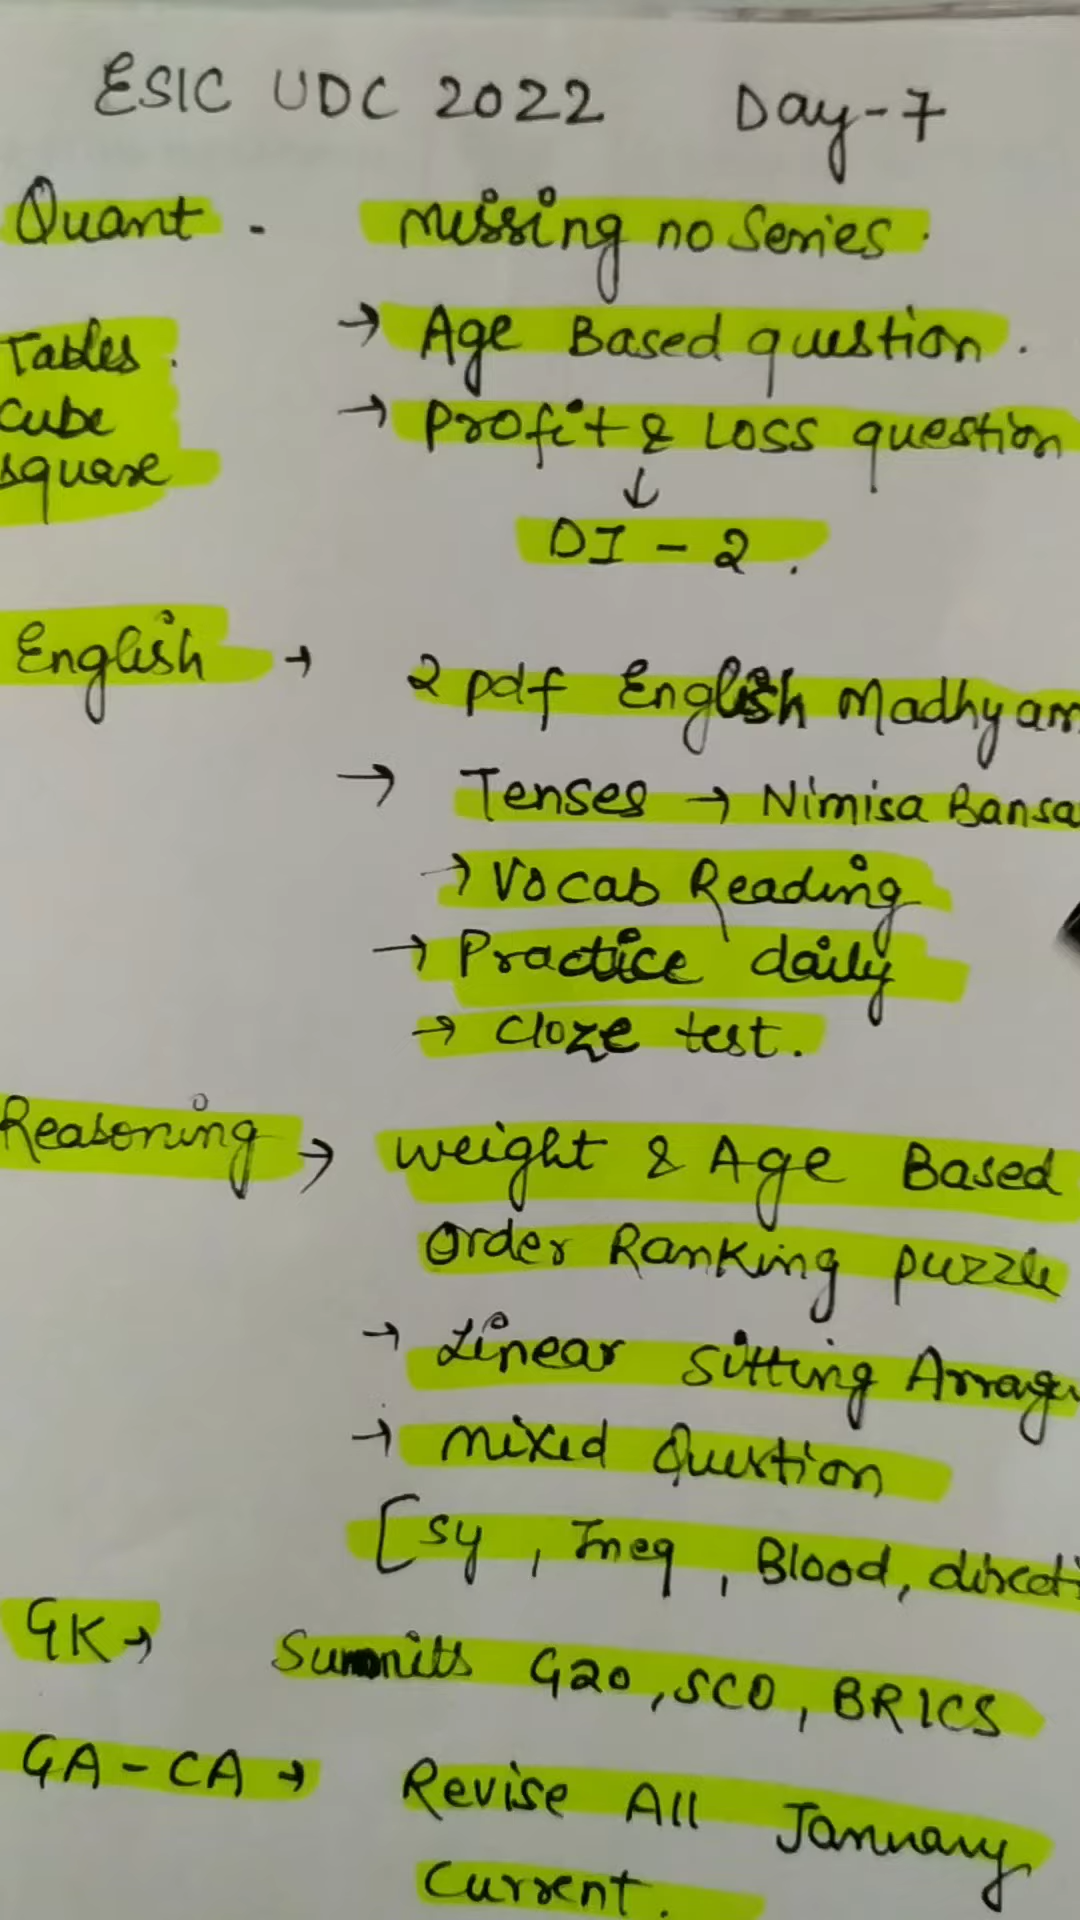 ESIC UDC 2022 Day-7
Quant - missing no Series.
Tables.
Cube
square
→ Age Based question.
→ Profit & Loss question
↓
DI - 2.
English → 2 pdf English Madhyam
→ Tenses → Nimisa Bansa
→ Vocab Reading
→ Practice daily
→ Cloze test.
Reasoning → weight & Age Based
order Ranking puzzle
→ Linear Sitting Arrage
→ mixed Question
[Sy, Ineq, Blood, directi
GK → Summits G20, SCO, BRICS
GA-CA → Revise All January
Current.